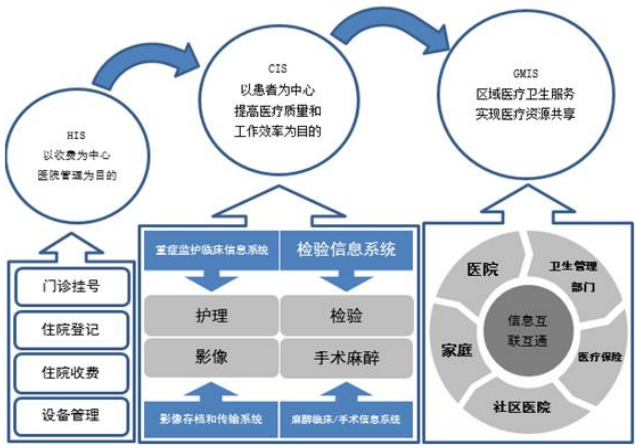 HIS
以收费为中心
医院管理为目的
CIS
以患者为中心
提高医疗质量和
工作效率为目的
GMIS
区域医疗卫生服务
实现医疗资源共享
门诊挂号
住院登记
住院收费
设备管理
重症监护临床信息系统
检验信息系统
护理
检验
影像
手术麻醉
影像存档和传输系统
麻醉临床/手术信息系统
医院
卫生管理
部门
家庭
信息互
联互通
医疗保险
社区医院